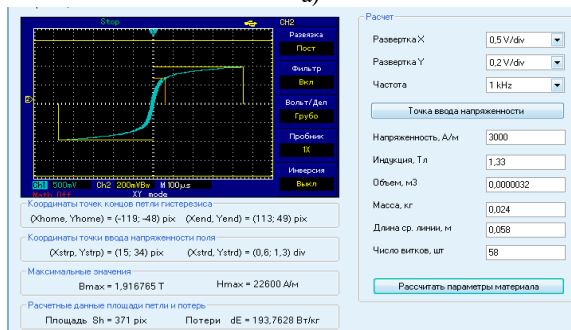 а)
Stop
CH2
Развязка
Пост
Фильтр
Вкл
Вольт/Дел
Грубо
Пробник
1X
Инверсия
Выкл
Ch1 500mV Ch2 200mVBw M 100µs
Math Off XY mode
Координаты точек концов петли гистерезиса
(Xhome, Yhome) = (-119; -48) pix (Xend, Yend) = (113; 49) pix
Координаты точки ввода напряженности поля
(Xstrp, Ystrp) = (15; 34) pix (Xstrd, Ystrd) = (0,6; 1,3) div
Максимальные значения
Bmax = 1,916765 T Hmax = 22600 А/м
Расчетные данные площади петли и потерь
Площадь Sh = 371 pix Потери dE = 193,7628 Вт/кг
Расчет
Развертка X 0,5 V/div
Развертка Y 0,2 V/div
Частота 1 kHz
Точка ввода напряженности
Напряженность, А/м 3000
Индукция, Тл 1,33
Объем, м3 0,0000032
Масса, кг 0,024
Длина ср. линии, м 0,058
Число витков, шт 58
Рассчитать параметры материала